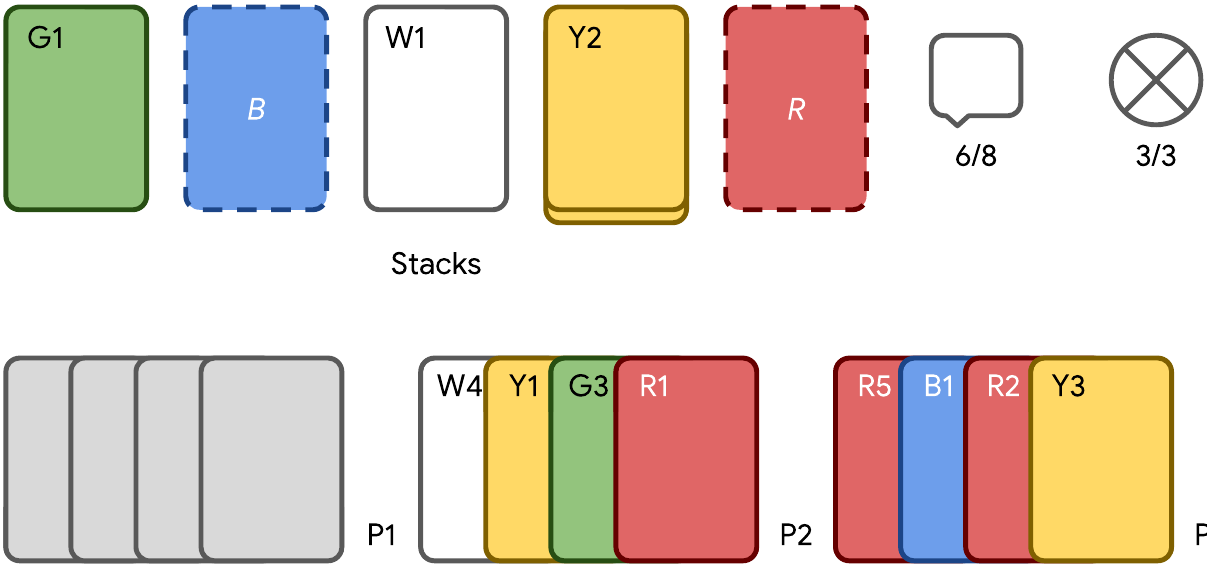 G1 B W1 Y2 R
6/8 3/3
Stacks
W4 Y1 G3 R1 R5 B1 R2 Y3
P1 P2 P